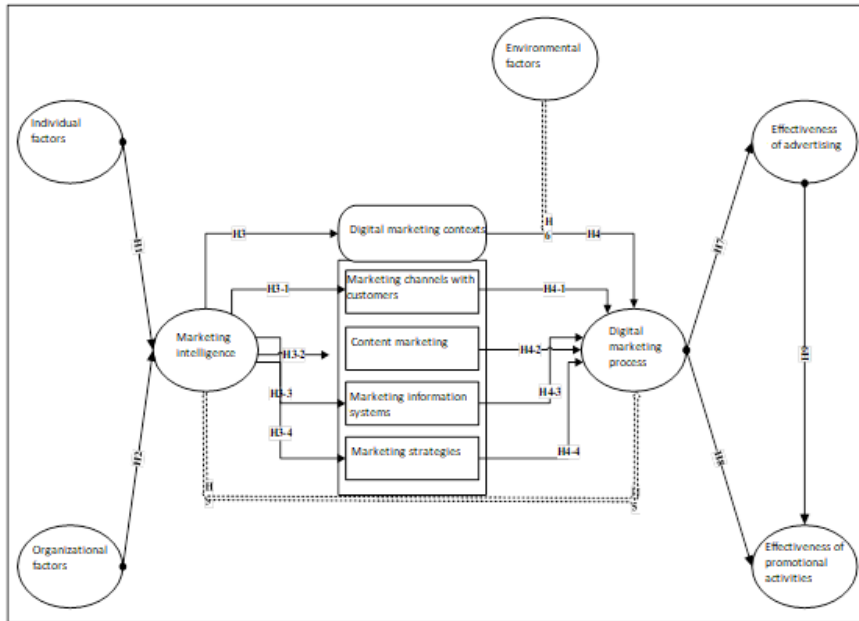 Environmental
factors
Individual
factors
Effectiveness
of advertising
H
6
H3
Digital marketing contexts
H4
H1
H7
H3-1
Marketing channels with
customers
H4-1
Marketing
intelligence
H3-2
Content marketing
H4-2
Digital
marketing
process
H9
H3-3
Marketing information
systems
H4-3
H3-4
Marketing strategies
H4-4
H2
H8
H
5
5
Organizational
factors
Effectiveness of
promotional
activities